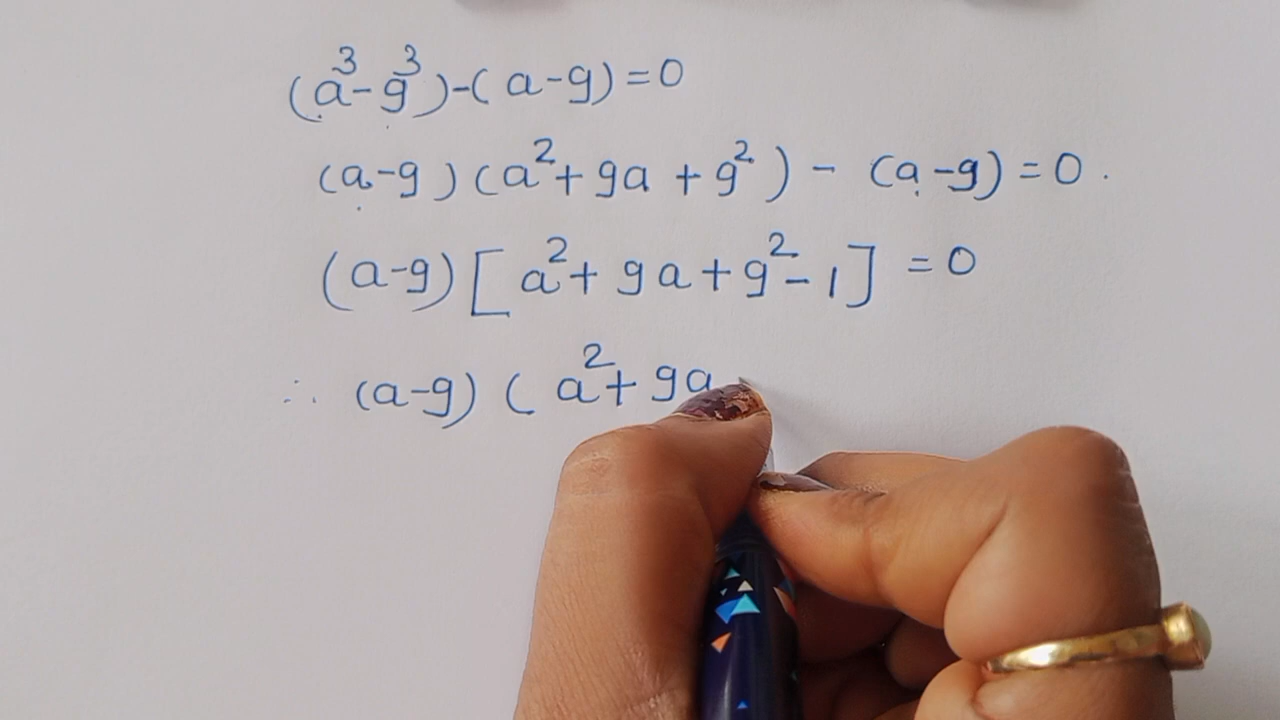 (a³-g³)-(a-g)=0
(a-g)(a²+ga+g²) - (a-g)=0.
(a-g)[a²+ga+g²-1] =0
∴ (a-g) (a²+ga